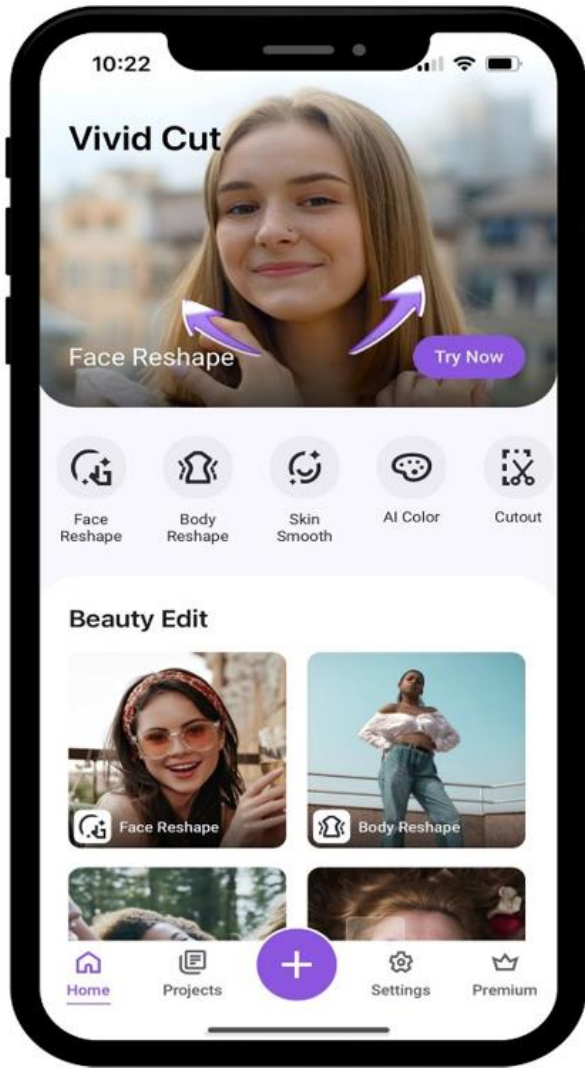 10:22
Vivid Cut
Face Reshape
Try Now
Face
Reshape
Body
Reshape
Skin
Smooth
AI Color
Cutout
Beauty Edit
Face Reshape
Body Reshape
Home
Projects
Settings
Premium